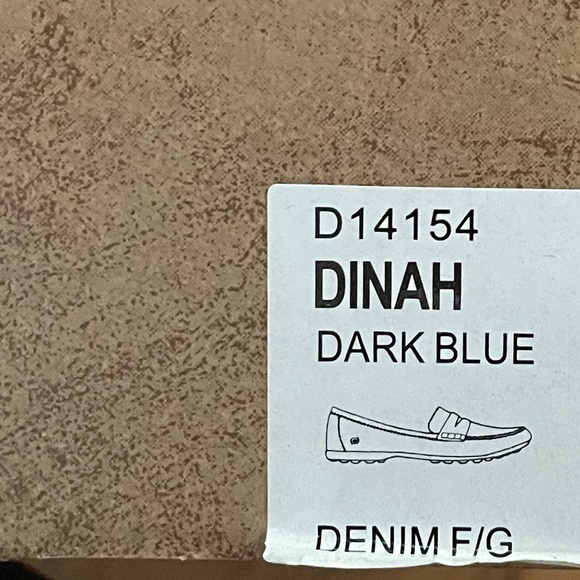 D14154
DINAH
DARK BLUE
DENIM F/G